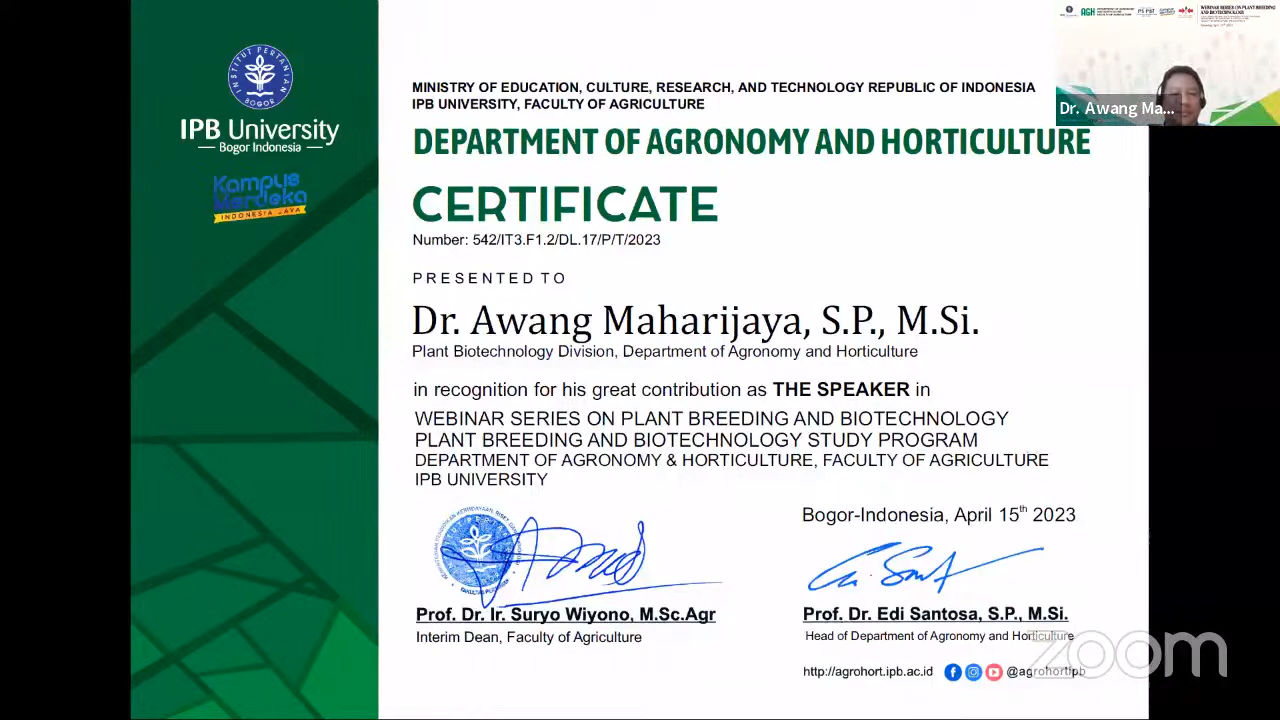 INSTITUT PERTANIAN
BOGOR
IPB University
Bogor Indonesia
Kampus
Merdeka
INDONESIA JAYA
MINISTRY OF EDUCATION, CULTURE, RESEARCH, AND TECHNOLOGY REPUBLIC OF INDONESIA
IPB UNIVERSITY, FACULTY OF AGRICULTURE
DEPARTMENT OF AGRONOMY AND HORTICULTURE
CERTIFICATE
Number: 542/IT3.F1.2/DL.17/P/T/2023
PRESENTED TO
Dr. Awang Maharijaya, S.P., M.Si.
Plant Biotechnology Division, Department of Agronomy and Horticulture
in recognition for his great contribution as THE SPEAKER in
WEBINAR SERIES ON PLANT BREEDING AND BIOTECHNOLOGY
PLANT BREEDING AND BIOTECHNOLOGY STUDY PROGRAM
DEPARTMENT OF AGRONOMY & HORTICULTURE, FACULTY OF AGRICULTURE
IPB UNIVERSITY
Bogor-Indonesia, April 15th 2023
FAKULTAS PERTANIAN
Prof. Dr. Ir. Suryo Wiyono, M.Sc.Agr
Interim Dean, Faculty of Agriculture
Prof. Dr. Edi Santosa, S.P., M.Si.
Head of Department of Agronomy and Horticulture
http://agrohort.ipb.ac.id
@agrohortipb
zoom
AGH
WEBINAR SERIES ON PLANT BREEDING
AND BIOTECHNOLOGY
Dr. Awang Ma...